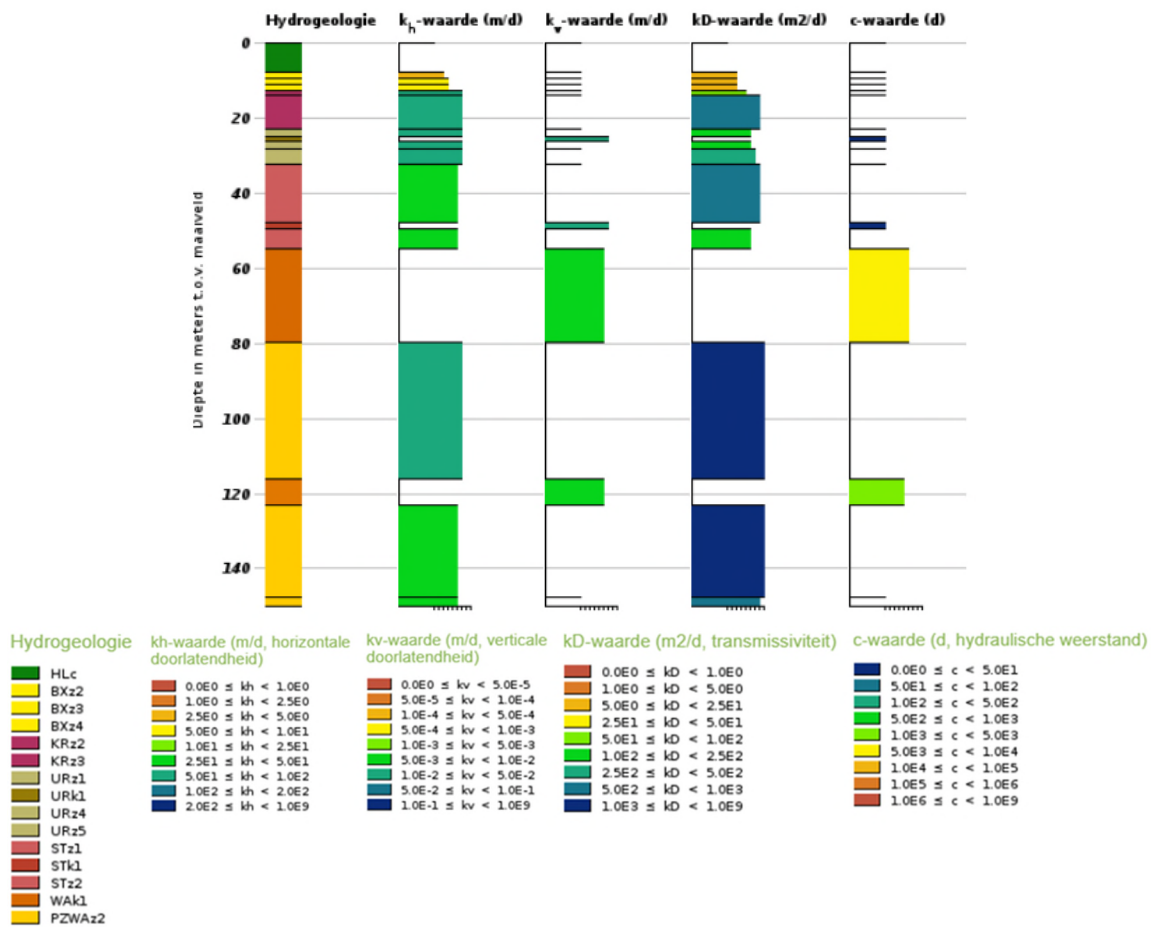 Hydrogeologie kh-waarde (m/d) kv-waarde (m/d) kD-waarde (m2/d) c-waarde (d)
Diepte in meters t.o.v. maaiveld
0
20
40
60
80
100
120
140
Hydrogeologie
HLc
BXz2
BXz3
BXz4
KRz2
KRz3
URz1
URk1
URz4
URz5
STz1
STk1
STz2
WAk1
PZWAz2
kh-waarde (m/d, horizontale
doorlatendheid)
0.0E0 ≤ kh < 1.0E0
1.0E0 ≤ kh < 2.5E0
2.5E0 ≤ kh < 5.0E0
5.0E0 ≤ kh < 1.0E1
1.0E1 ≤ kh < 2.5E1
2.5E1 ≤ kh < 5.0E1
5.0E1 ≤ kh < 1.0E2
1.0E2 ≤ kh < 2.0E2
2.0E2 ≤ kh < 1.0E9
kv-waarde (m/d, verticale
doorlatendheid)
0.0E0 ≤ kv < 5.0E-5
5.0E-5 ≤ kv < 1.0E-4
1.0E-4 ≤ kv < 5.0E-4
5.0E-4 ≤ kv < 1.0E-3
1.0E-3 ≤ kv < 5.0E-3
5.0E-3 ≤ kv < 1.0E-2
1.0E-2 ≤ kv < 5.0E-2
5.0E-2 ≤ kv < 1.0E-1
1.0E-1 ≤ kv < 1.0E9
kD-waarde (m2/d, transmissiviteit)
0.0E0 ≤ kD < 1.0E0
1.0E0 ≤ kD < 5.0E0
5.0E0 ≤ kD < 2.5E1
2.5E1 ≤ kD < 5.0E1
5.0E1 ≤ kD < 1.0E2
1.0E2 ≤ kD < 2.5E2
2.5E2 ≤ kD < 5.0E2
5.0E2 ≤ kD < 1.0E3
1.0E3 ≤ kD < 1.0E9
c-waarde (d, hydraulische weerstand)
0.0E0 ≤ c < 5.0E1
5.0E1 ≤ c < 1.0E2
1.0E2 ≤ c < 5.0E2
5.0E2 ≤ c < 1.0E3
1.0E3 ≤ c < 5.0E3
5.0E3 ≤ c < 1.0E4
1.0E4 ≤ c < 1.0E5
1.0E5 ≤ c < 1.0E6
1.0E6 ≤ c < 1.0E9